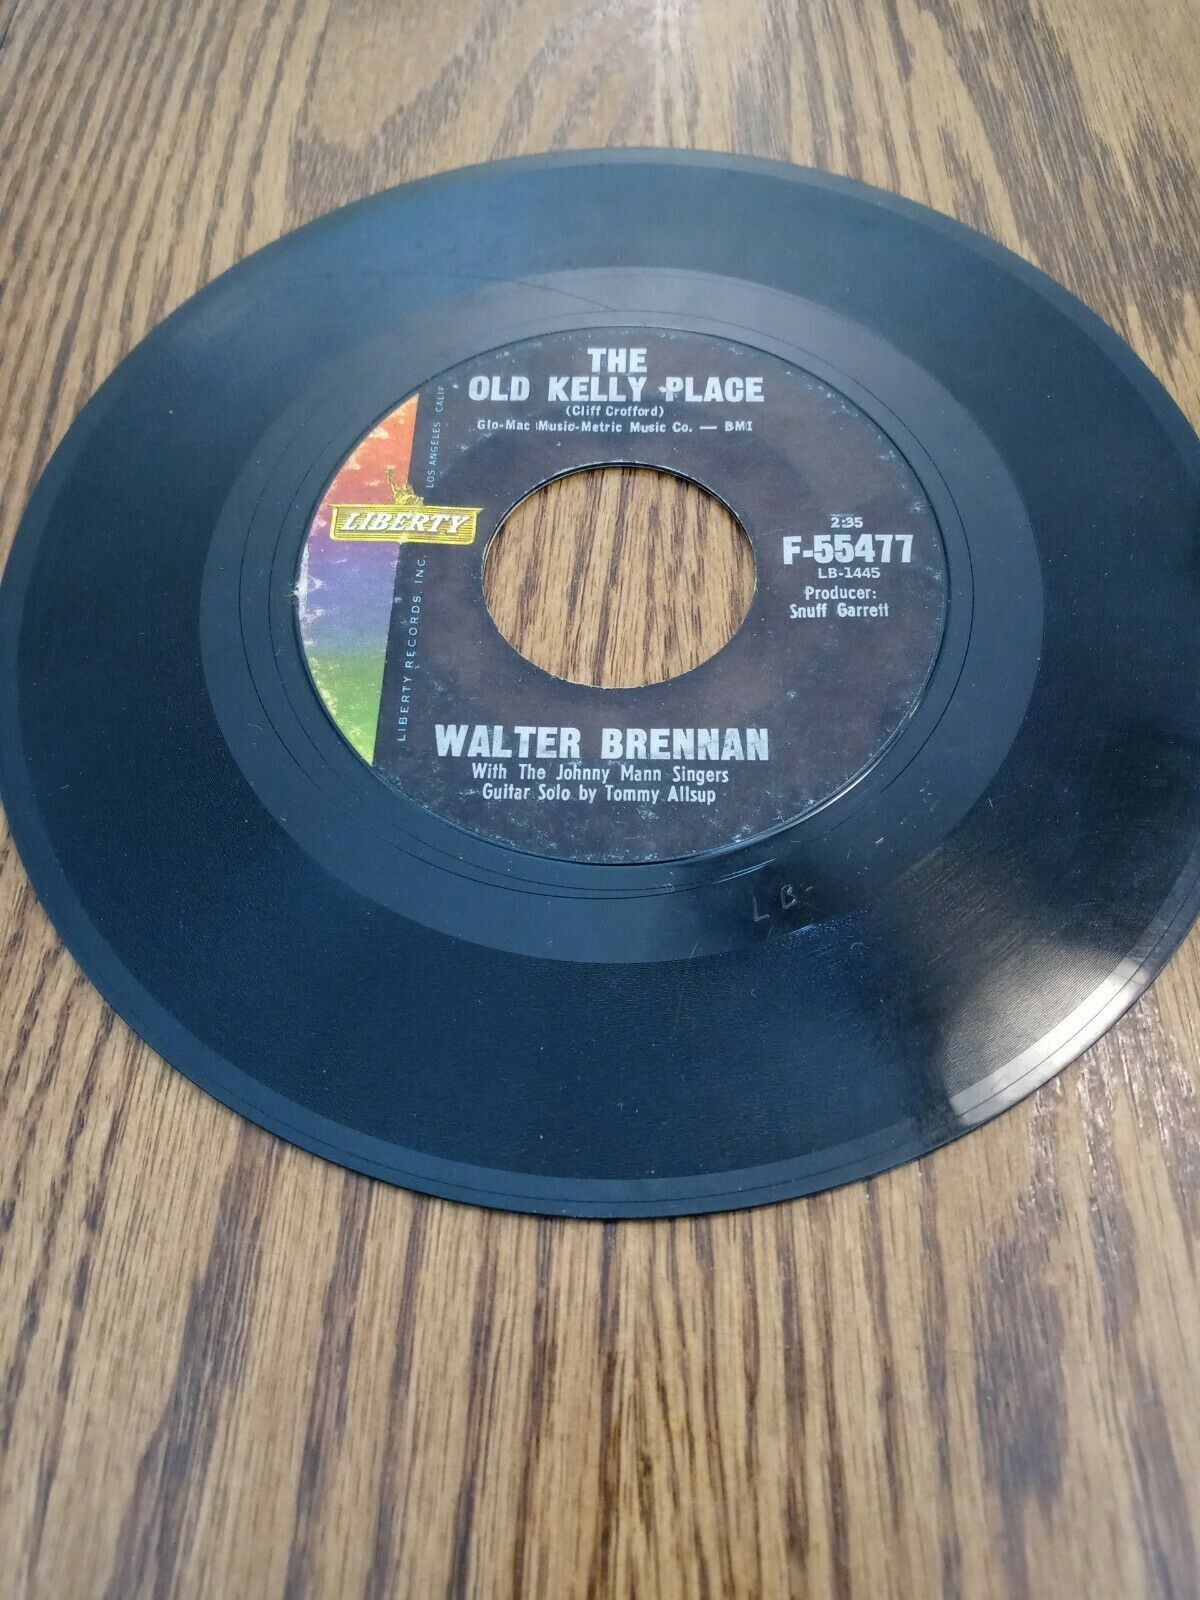 THE
OLD KELLY PLACE
(Cliff Crofford)
Glo-Mac Music-Metric Music Co. — BMI
LIBERTY
LIBERTY RECORDS, INC. LOS ANGELES, CALIF.
2:35
F-55477
LB-1445
Producer:
Snuff Garrett
WALTER BRENNAN
With The Johnny Mann Singers
Guitar Solo by Tommy Allsup
LB-